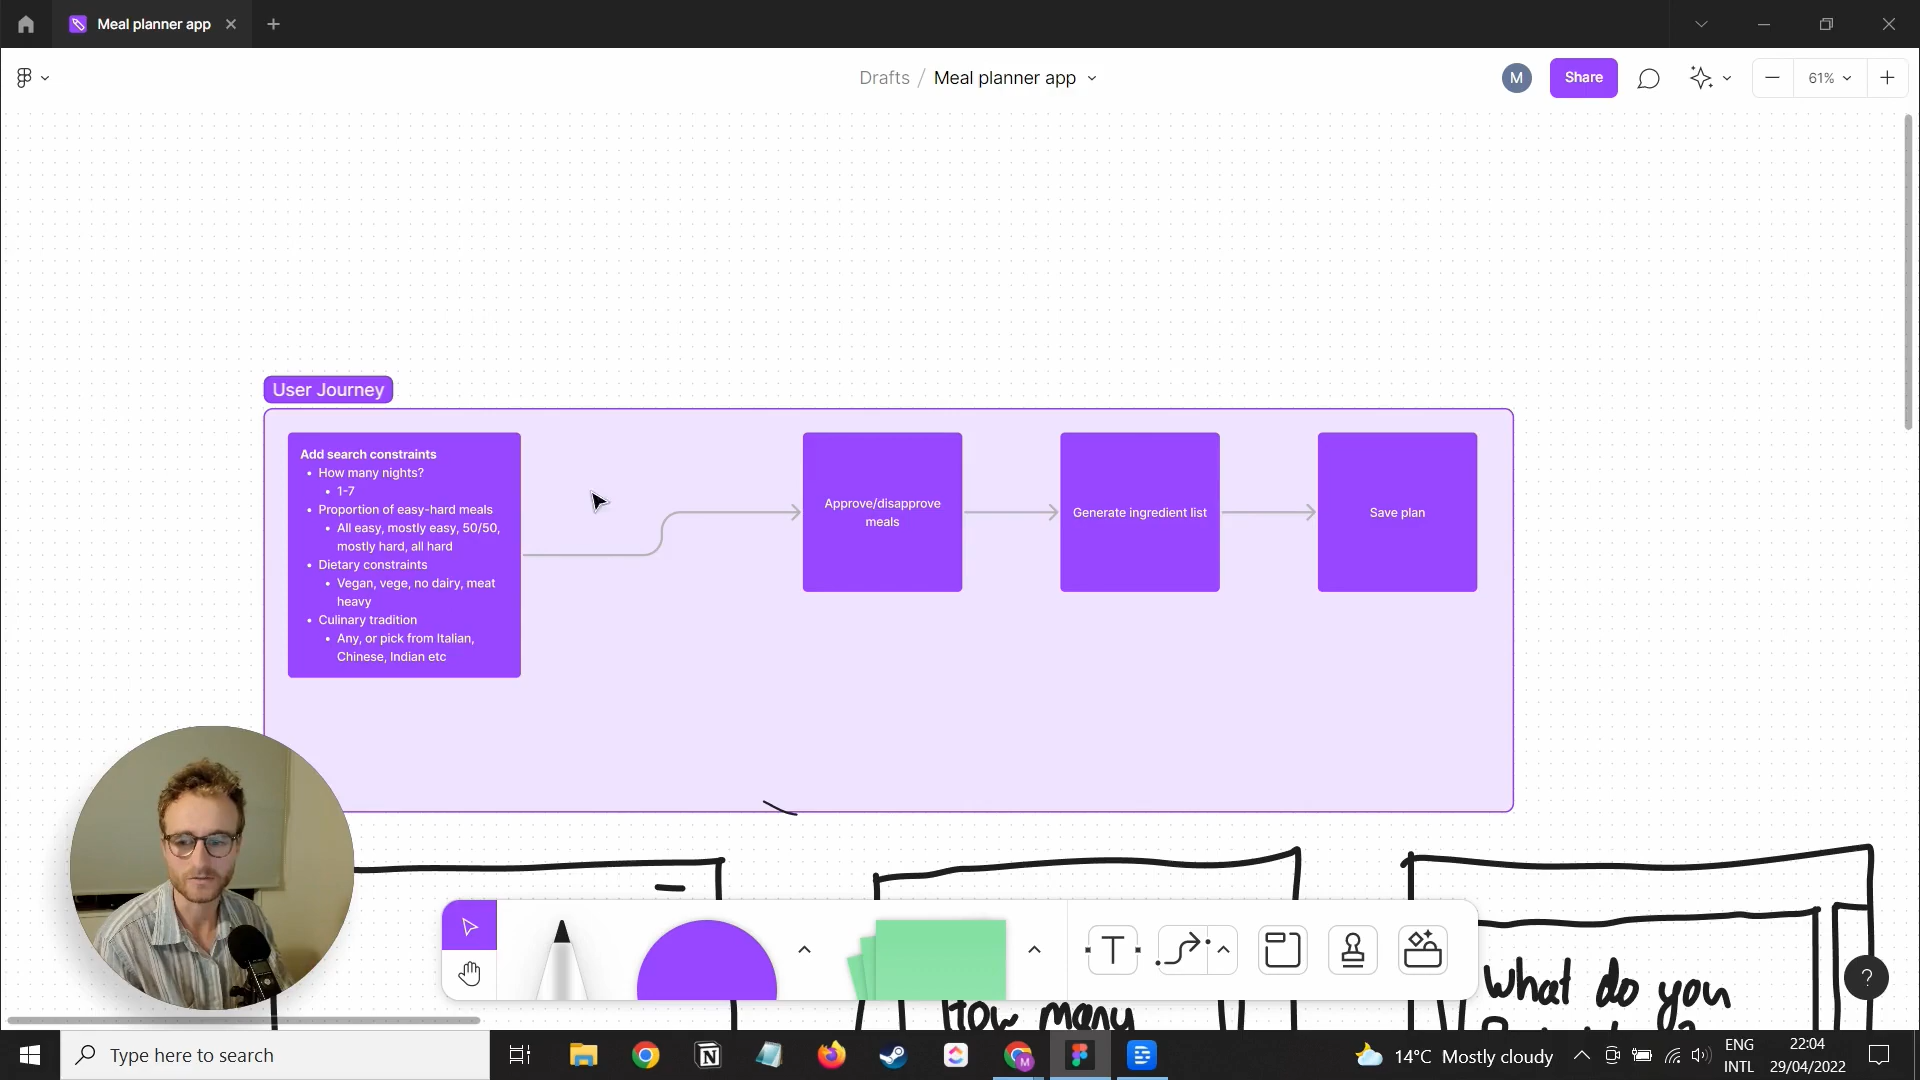 Meal planner app
Drafts / Meal planner app
M
Share
61%
User Journey
Add search constraints
• How many nights?
• 1-7
• Proportion of easy-hard meals
• All easy, mostly easy, 50/50,
mostly hard, all hard
• Dietary constraints
• Vegan, vege, no dairy, meat
heavy
• Culinary tradition
• Any, or pick from Italian,
Chinese, Indian etc
Approve/disapprove
meals
Generate ingredient list
Save plan
How many
What do you
T
?
Type here to search
N
M
14°C Mostly cloudy
ENG
INTL
22:04
29/04/2022